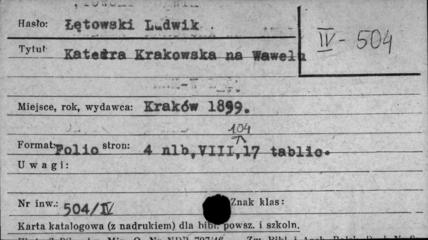 Hasło: Łętowski Ludwik
IV - 504
Tytuł Katedra Krakowska na Wawelu
Miejsce, rok, wydawca: Kraków 1899.
104
Format: Folio stron: 4 nlb, VIII, 17 tablic.
Uwagi:
Nr inw.: 504/IV Znak klas:
Karta katalogowa (z nadrukiem) dla bibl. powsz. i szkoln.